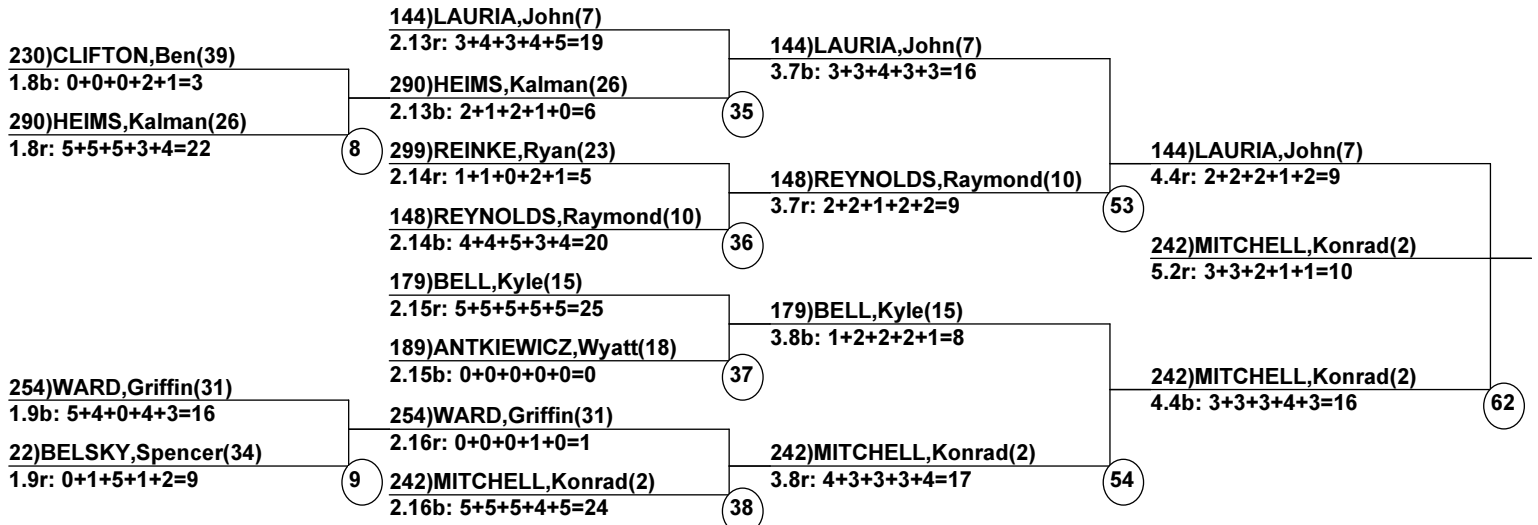 230)CLIFTON,Ben(39)
1.8b: 0+0+0+2+1=3
290)HEIMS,Kalman(26)
1.8r: 5+5+5+3+4=22
8
254)WARD,Griffin(31)
1.9b: 5+4+0+4+3=16
22)BELSKY,Spencer(34)
1.9r: 0+1+5+1+2=9
9
144)LAURIA,John(7)
2.13r: 3+4+3+4+5=19
290)HEIMS,Kalman(26)
2.13b: 2+1+2+1+0=6
35
299)REINKE,Ryan(23)
2.14r: 1+1+0+2+1=5
148)REYNOLDS,Raymond(10)
2.14b: 4+4+5+3+4=20
36
179)BELL,Kyle(15)
2.15r: 5+5+5+5+5=25
189)ANTKIEWICZ,Wyatt(18)
2.15b: 0+0+0+0+0=0
37
254)WARD,Griffin(31)
2.16r: 0+0+0+1+0=1
242)MITCHELL,Konrad(2)
2.16b: 5+5+5+4+5=24
38
144)LAURIA,John(7)
3.7b: 3+3+4+3+3=16
148)REYNOLDS,Raymond(10)
3.7r: 2+2+1+2+2=9
53
179)BELL,Kyle(15)
3.8b: 1+2+2+2+1=8
242)MITCHELL,Konrad(2)
3.8r: 4+3+3+3+4=17
54
144)LAURIA,John(7)
4.4r: 2+2+2+1+2=9
242)MITCHELL,Konrad(2)
5.2r: 3+3+2+1+1=10
242)MITCHELL,Konrad(2)
4.4b: 3+3+3+4+3=16
62